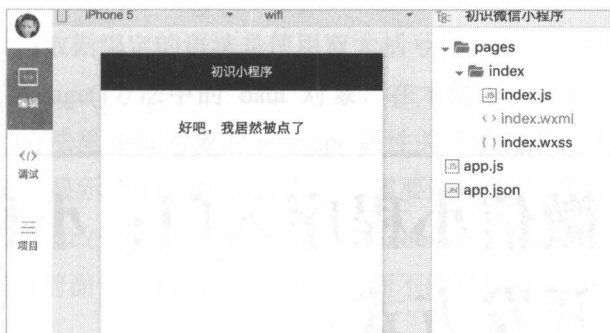 iPhone 5
wifi
初识微信小程序
编辑
调试
项目
初识小程序
好吧，我居然被点了
pages
index
index.js
index.wxml
index.wxss
app.js
app.json